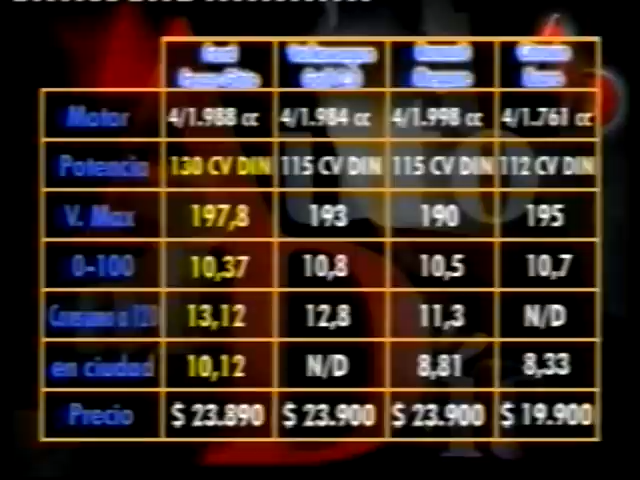 Motor 4/1.988 cc 4/1.984 cc 4/1.998 cc 4/1.761 cc
Potencia 130 CV DIN 115 CV DIN 115 CV DIN 112 CV DIN
V. Max 197,8 193 190 195
0-100 10,37 10,8 10,5 10,7
Consumo a 120 13,12 12,8 11,3 N/D
en ciudad 10,12 N/D 8,81 8,33
Precio $ 23.890 $ 23.900 $ 23.900 $ 19.900